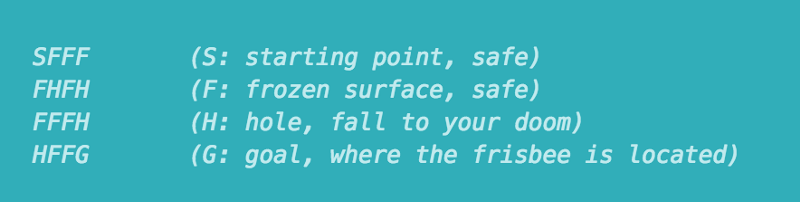 SFFF       (S: starting point, safe)
FHFH       (F: frozen surface, safe)
FFFH       (H: hole, fall to your doom)
HFFG       (G: goal, where the frisbee is located)